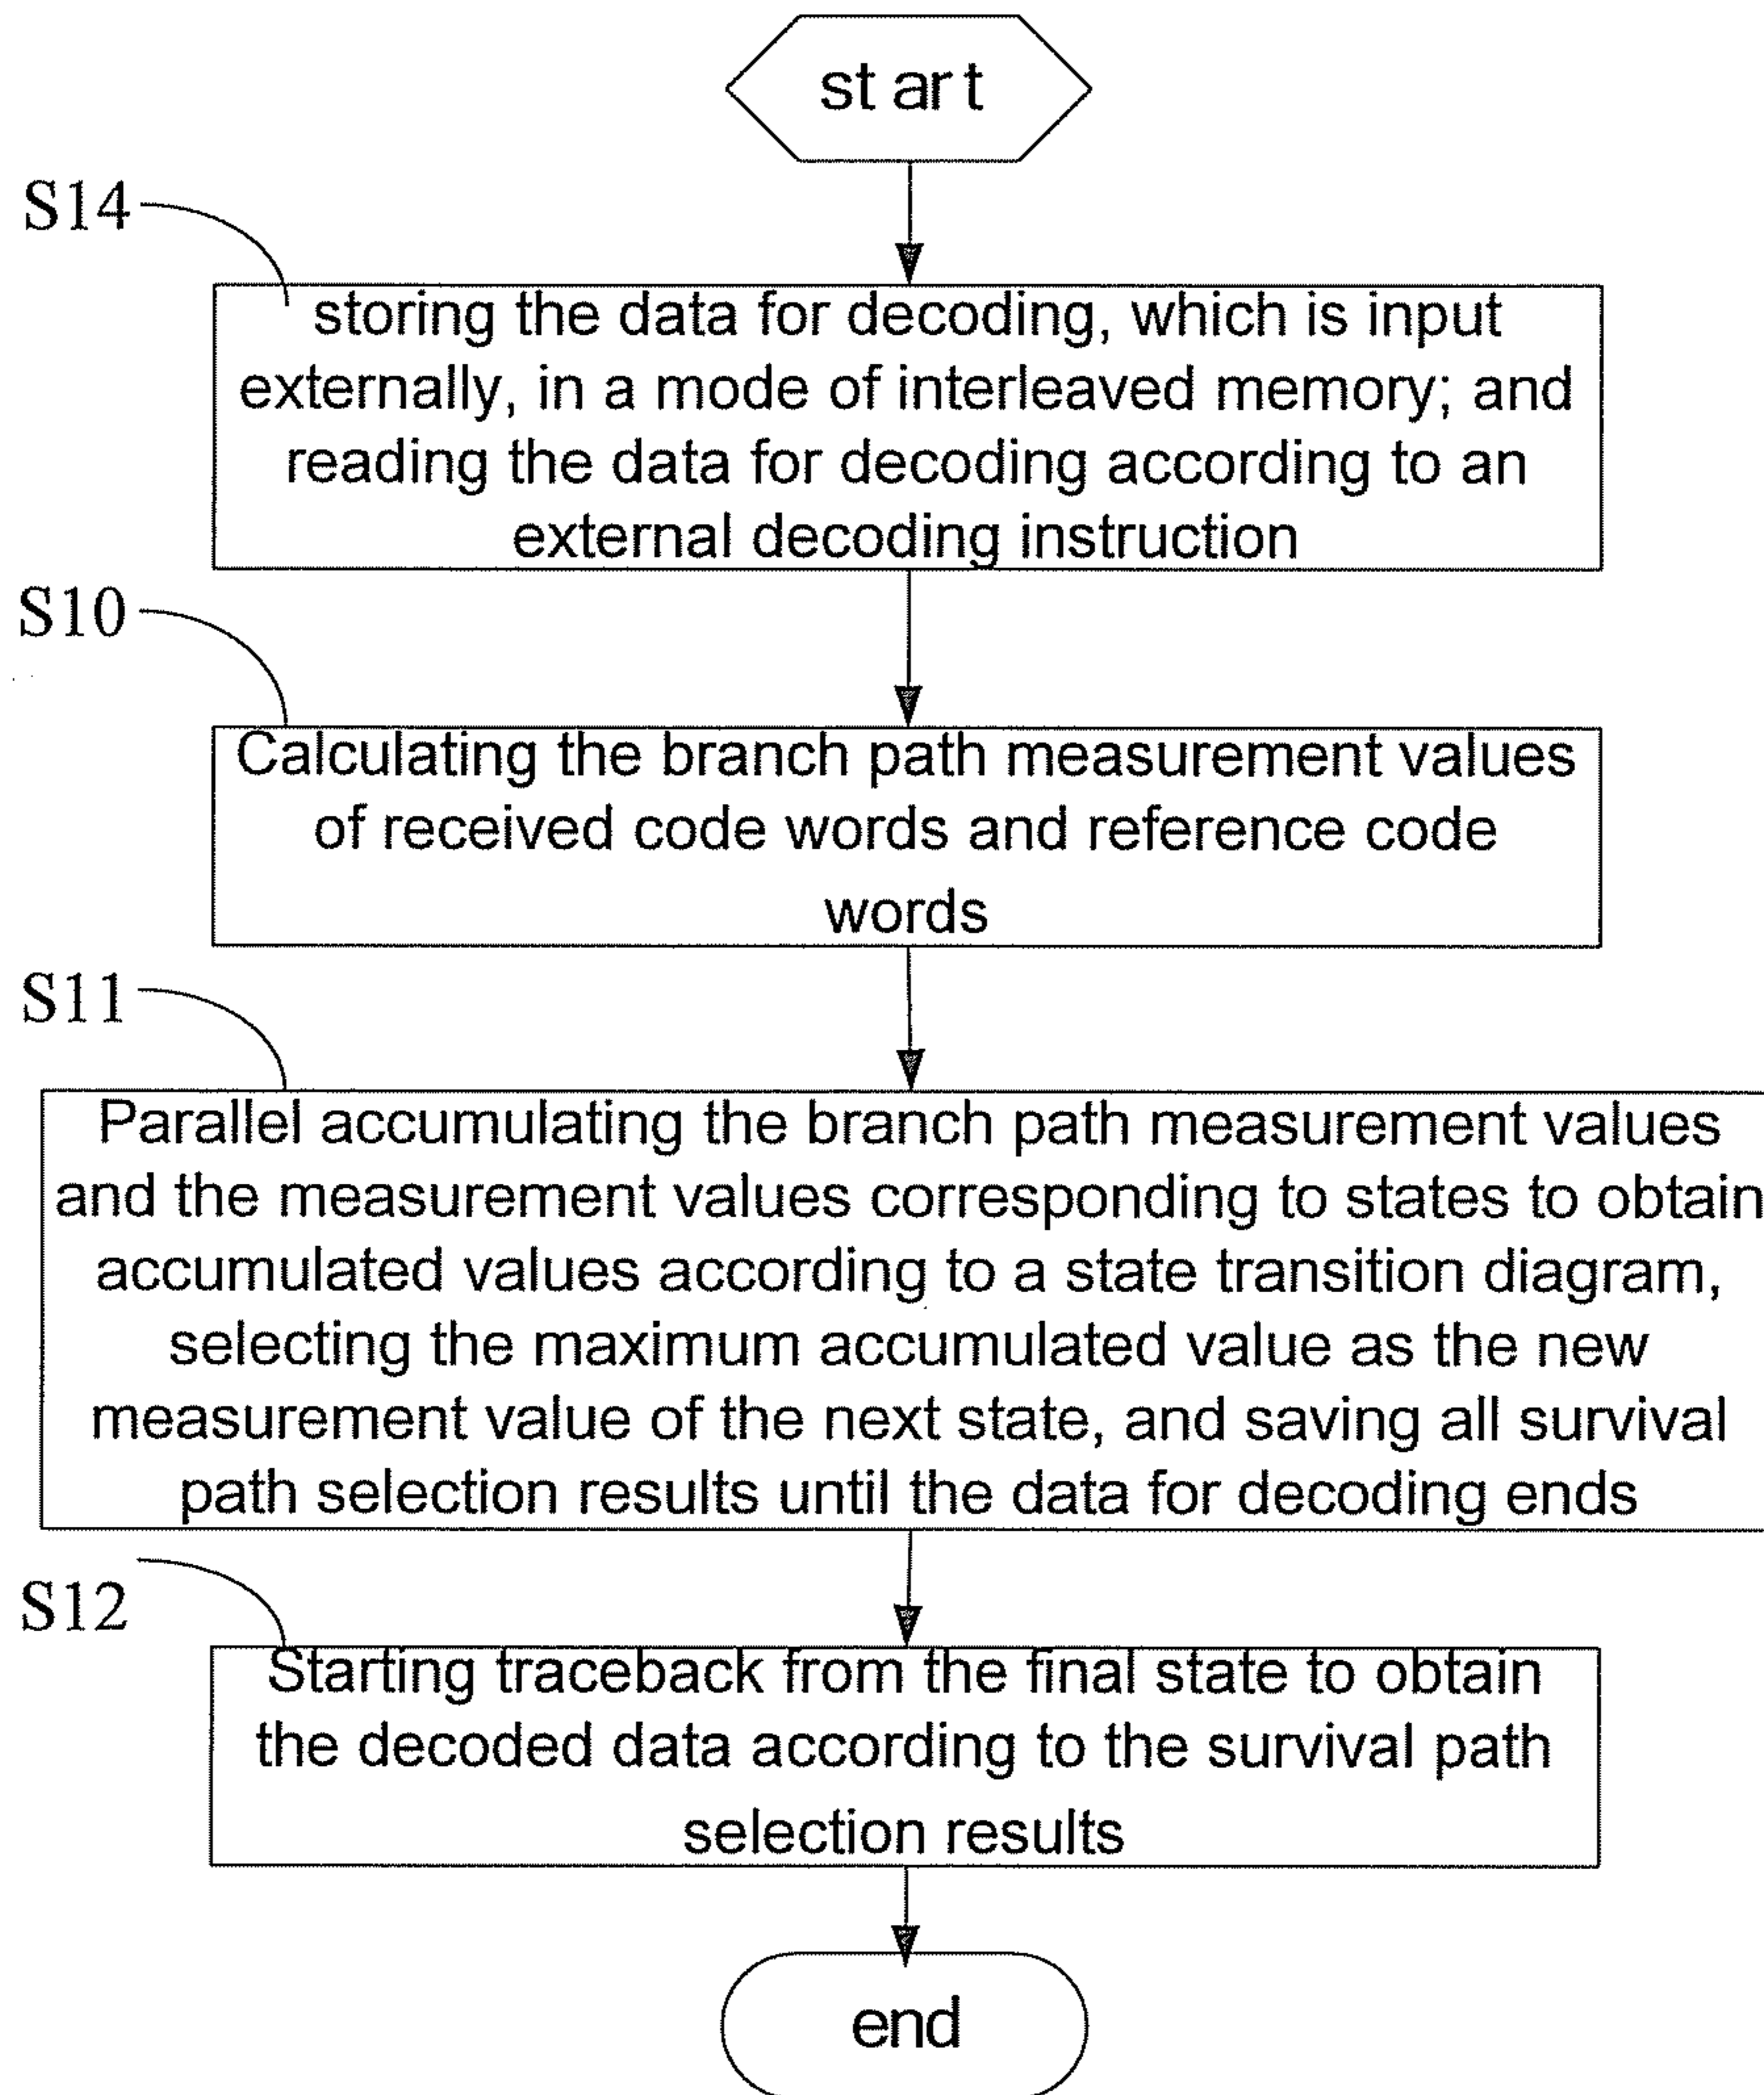 start
S14
storing the data for decoding, which is input
externally, in a mode of interleaved memory; and
reading the data for decoding according to an
external decoding instruction
S10
Calculating the branch path measurement values
of received code words and reference code
words
S11
Parallel accumulating the branch path measurement values
and the measurement values corresponding to states to obtain
accumulated values according to a state transition diagram,
selecting the maximum accumulated value as the new
measurement value of the next state, and saving all survival
path selection results until the data for decoding ends
S12
Starting traceback from the final state to obtain
the decoded data according to the survival path
selection results
end